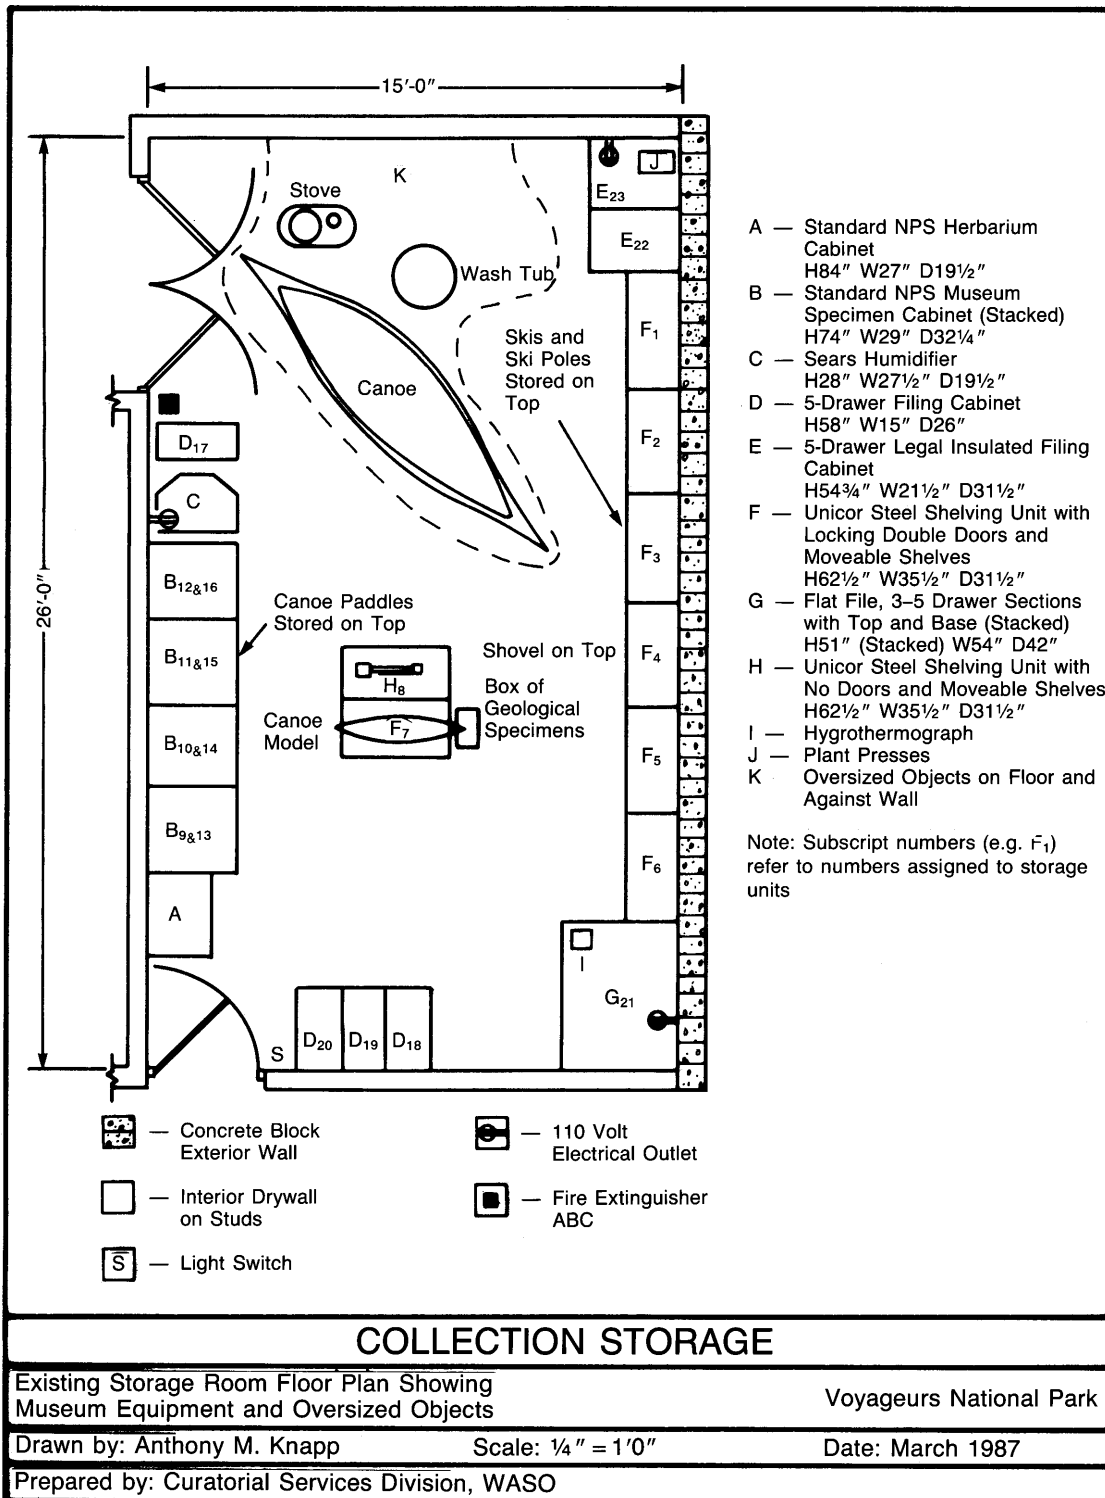 15'-0"
K
J
Stove
E23
E22
Wash Tub
26'-0"
F1
Skis and
Ski Poles
Stored on
Top
Canoe
F2
D17
C
F3
B12&16
Canoe Paddles
Stored on Top
B11&15
Shovel on Top
F4
H8
Box of
Geological
Specimens
Canoe
Model
F7
B10&14
F5
B9&13
F6
A
I
G21
S
D20
D19
D18
A — Standard NPS Herbarium
Cabinet
H84" W27" D19½"
B — Standard NPS Museum
Specimen Cabinet (Stacked)
H74" W29" D32¼"
C — Sears Humidifier
H28" W27½" D19½"
D — 5-Drawer Filing Cabinet
H58" W15" D26"
E — 5-Drawer Legal Insulated Filing
Cabinet
H54¾" W21½" D31½"
F — Unicor Steel Shelving Unit with
Locking Double Doors and
Moveable Shelves
H62½" W35½" D31½"
G — Flat File, 3–5 Drawer Sections
with Top and Base (Stacked)
H51" (Stacked) W54" D42"
H — Unicor Steel Shelving Unit with
No Doors and Moveable Shelves
H62½" W35½" D31½"
I — Hygrothermograph
J — Plant Presses
K Oversized Objects on Floor and
Against Wall
Note: Subscript numbers (e.g. F1)
refer to numbers assigned to storage
units
— Concrete Block
Exterior Wall
— 110 Volt
Electrical Outlet
— Interior Drywall
on Studs
— Fire Extinguisher
ABC
S — Light Switch
COLLECTION STORAGE
Existing Storage Room Floor Plan Showing
Museum Equipment and Oversized Objects
Voyageurs National Park
Drawn by: Anthony M. Knapp
Scale: ¼" = 1'0"
Date: March 1987
Prepared by: Curatorial Services Division, WASO